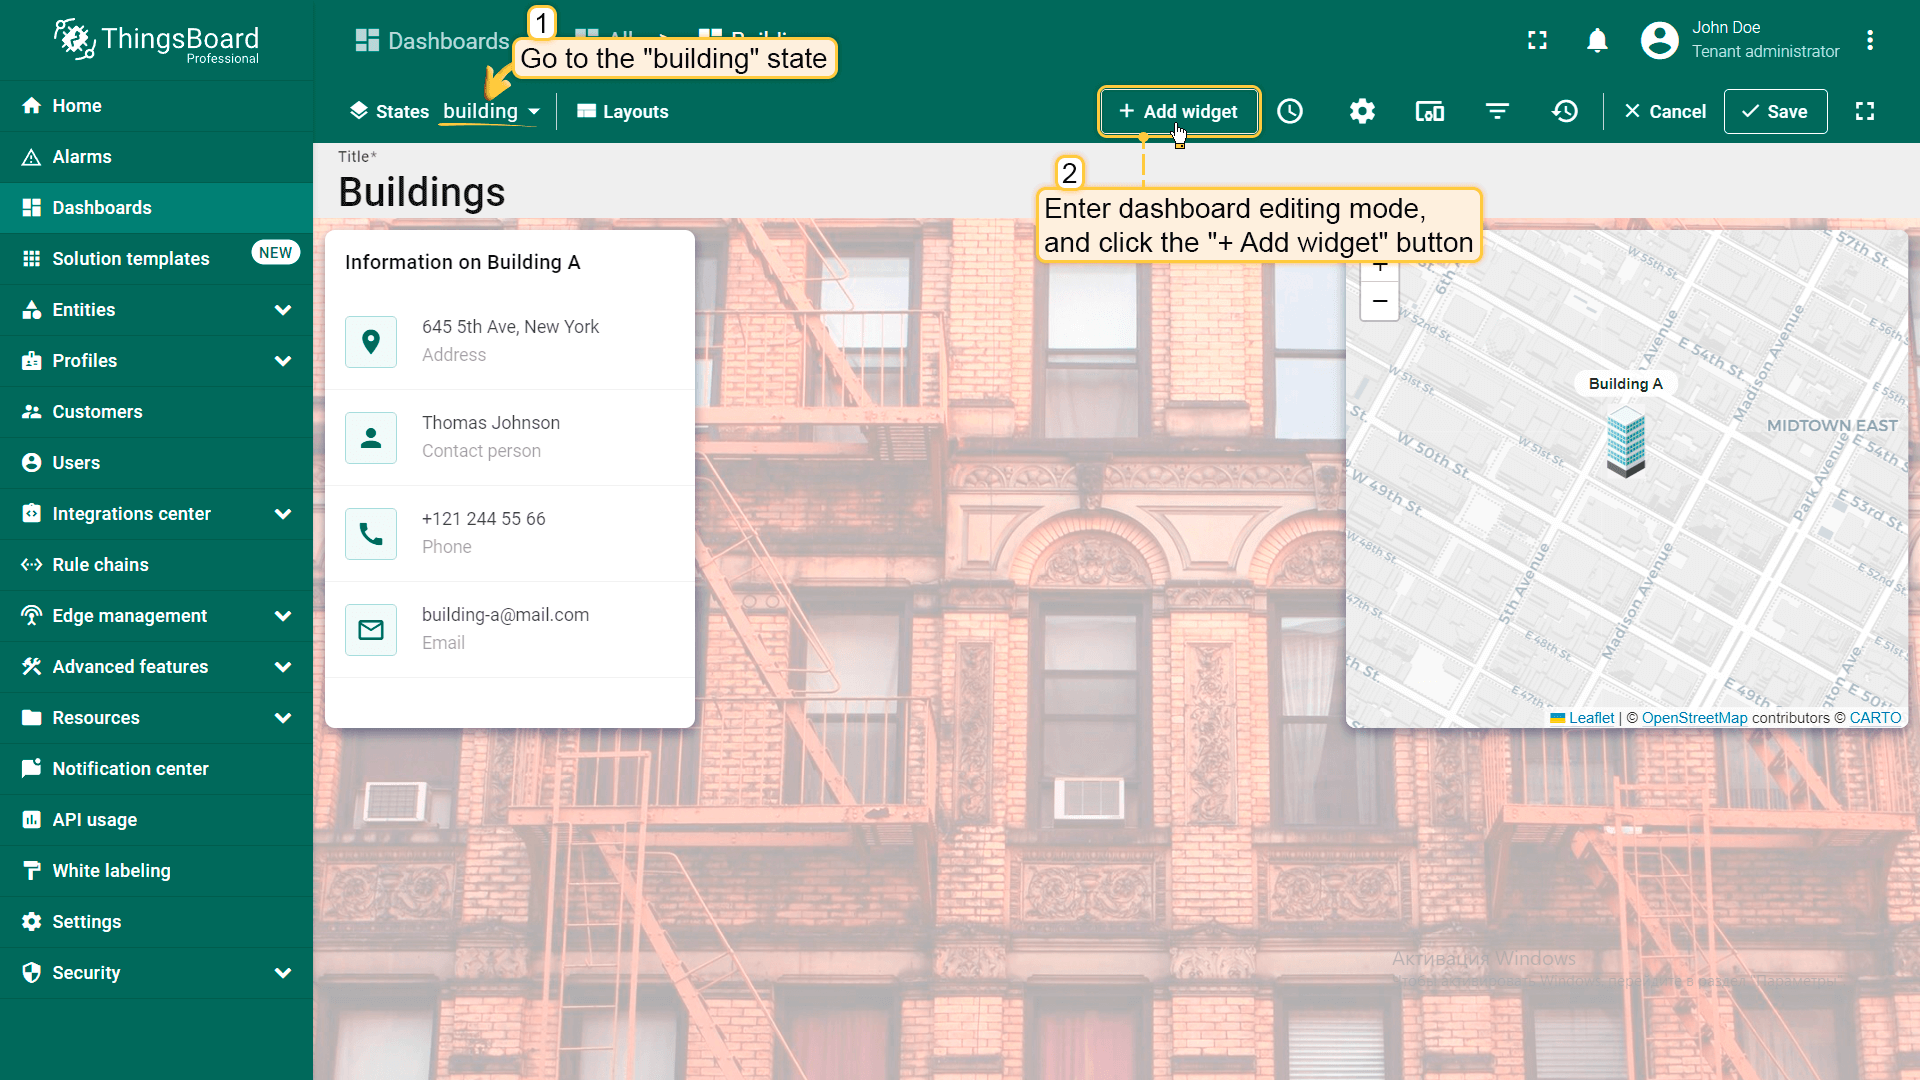 ThingsBoard
Professional
Home
Alarms
Dashboards
Solution templates
NEW
Entities
Profiles
Customers
Users
Integrations center
Rule chains
Edge management
Advanced features
Resources
Notification center
API usage
White labeling
Settings
Security
Dashboards
1
Go to the "building" state
John Doe
Tenant administrator
States building
Layouts
+ Add widget
Cancel
Save
Title*
Buildings
2
Enter dashboard editing mode,
and click the "+ Add widget" button
Information on Building A
645 5th Ave, New York
Address
Thomas Johnson
Contact person
+121 244 55 66
Phone
building-a@mail.com
Email
+
−
W 55th St.
E 57th St.
E 56th St.
W 52nd St.
E 54th St.
Madison Avenue
W 51st St.
E 55th
Building A
MIDTOWN EAST
W 50th St.
W 51st St.
E 54th
Park Avenue
W 49th St.
E 53rd St.
W 48th St.
5th Avenue
Madison Avenue
E 52nd St.
47th St.
E 48th St.
E 51st
E 47th
E 49th St.
E 50th
Leaflet | © OpenStreetMap contributors © CARTO
Активация Windows